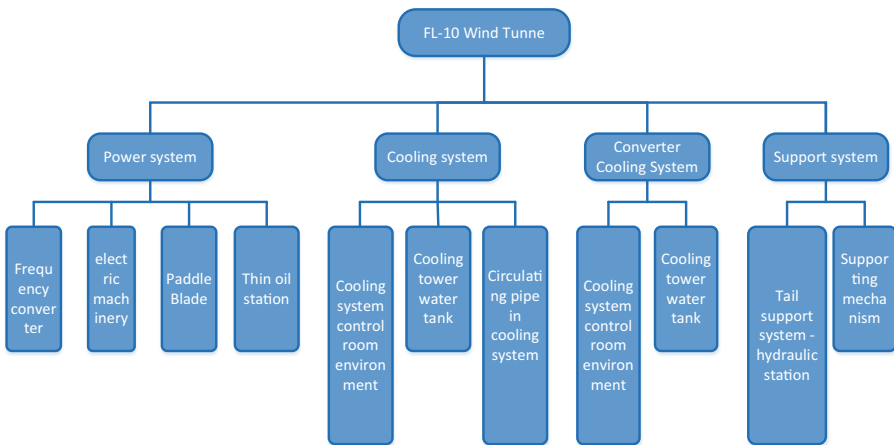 FL-10 Wind Tunne
Power system
Cooling system
Converter
Cooling System
Support system
Frequ
ency
conver
ter
elect
ric
mach
inery
Paddle
Blade
Thin oil
station
Cooling
system
control
room
environ
ment
Cooling
tower
water
tank
Circulati
ng pipe
in
cooling
system
Cooling
system
control
room
environ
ment
Cooling
tower
water
tank
Tail
support
system -
hydraulic
station
Suppo
rting
mecha
nism